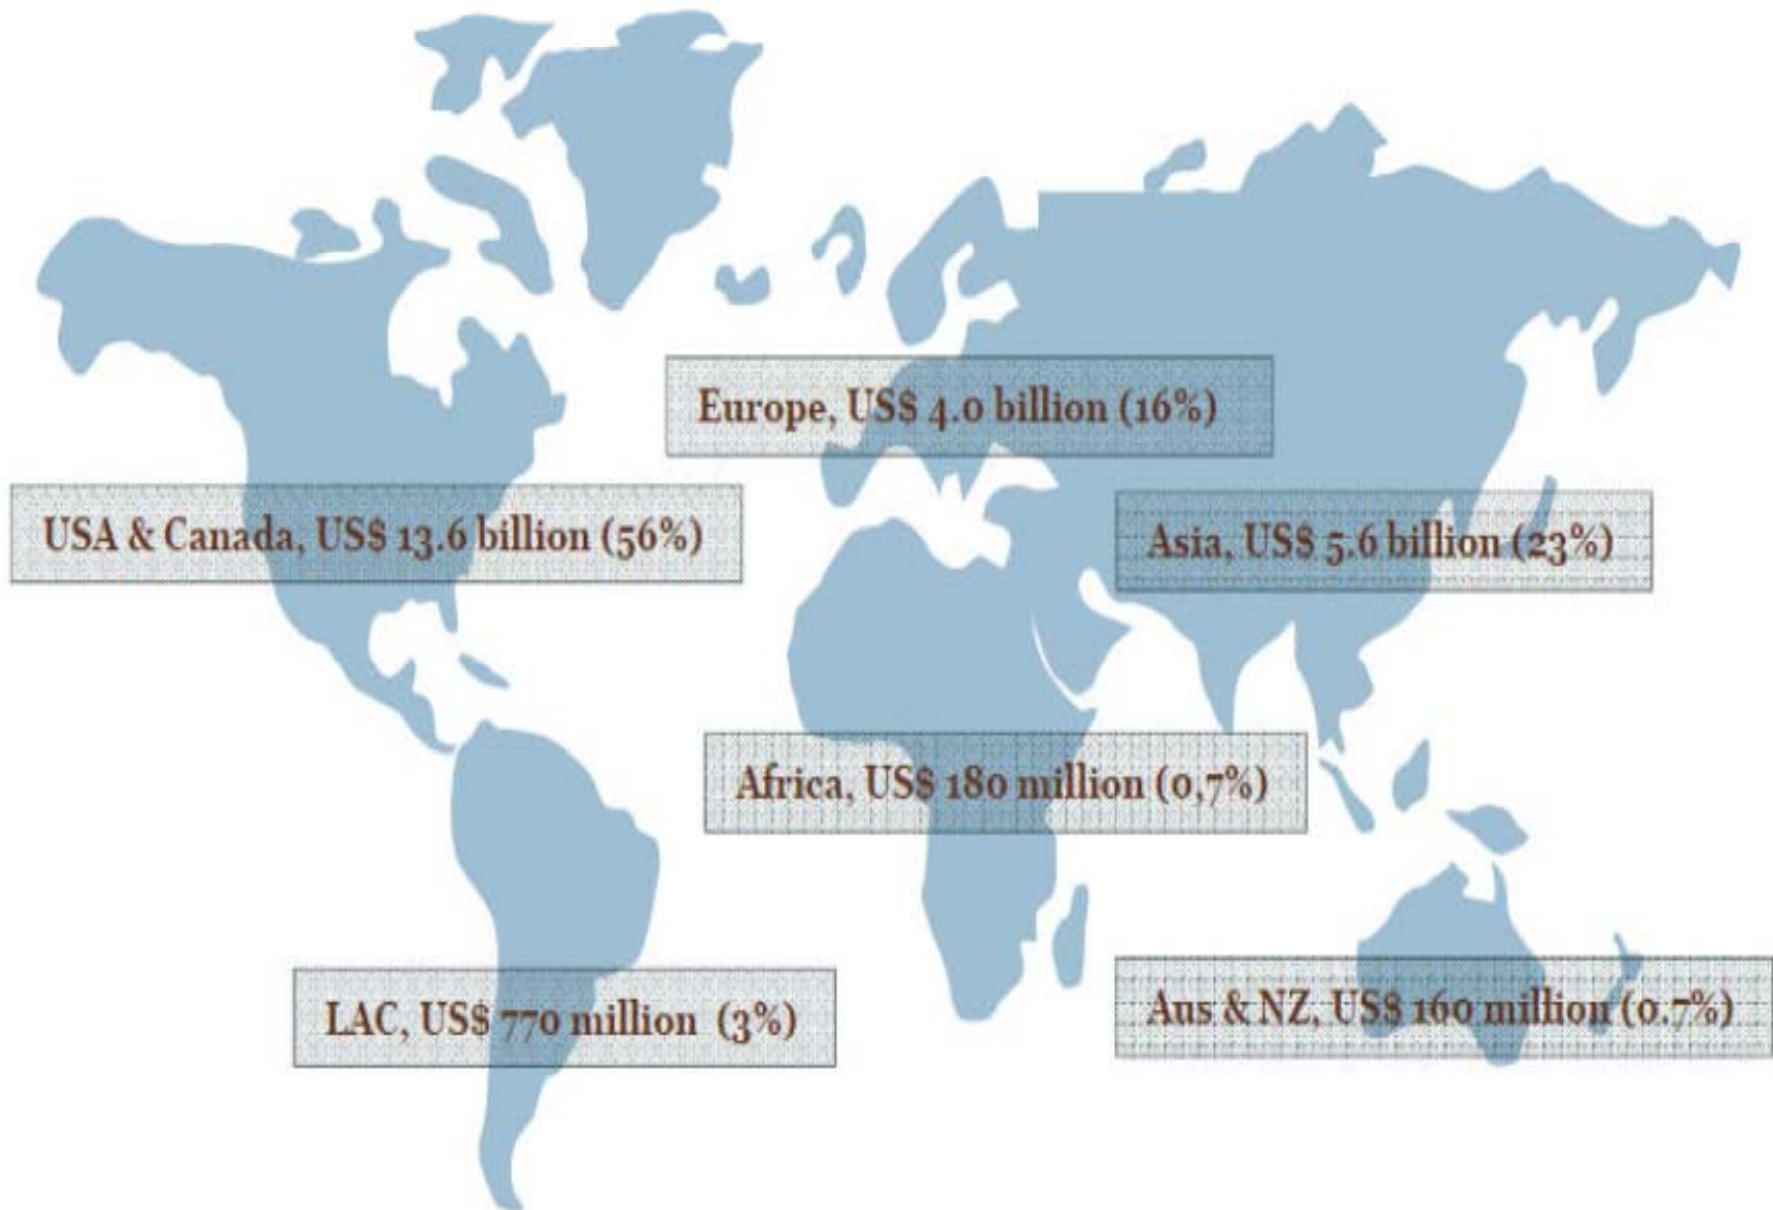 Europe, US$ 4.0 billion (16%)
USA & Canada, US$ 13.6 billion (56%)
Asia, US$ 5.6 billion (23%)
Africa, US$ 180 million (0,7%)
LAC, US$ 770 million (3%)
Aus & NZ, US$ 160 million (0.7%)